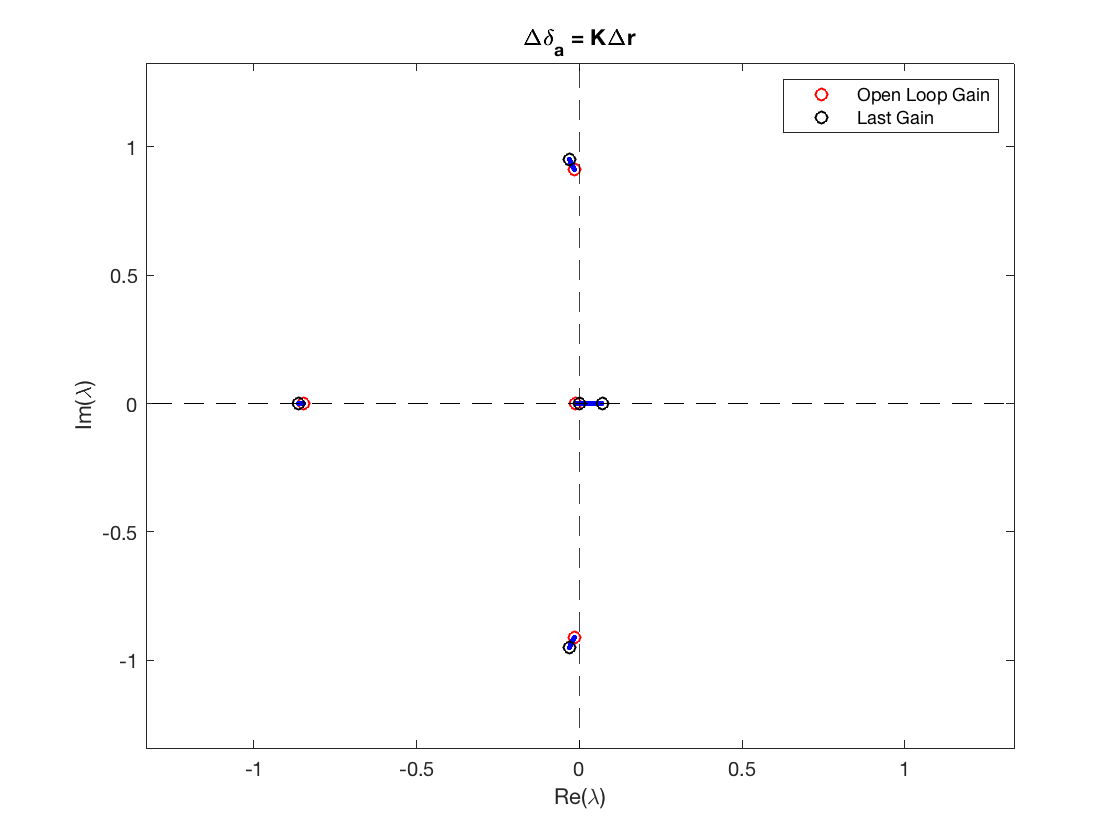 Δδa = KΔr
Open Loop Gain
Last Gain
1
0.5
0
-0.5
-1
Im(λ)
-1
-0.5
0
0.5
1
Re(λ)